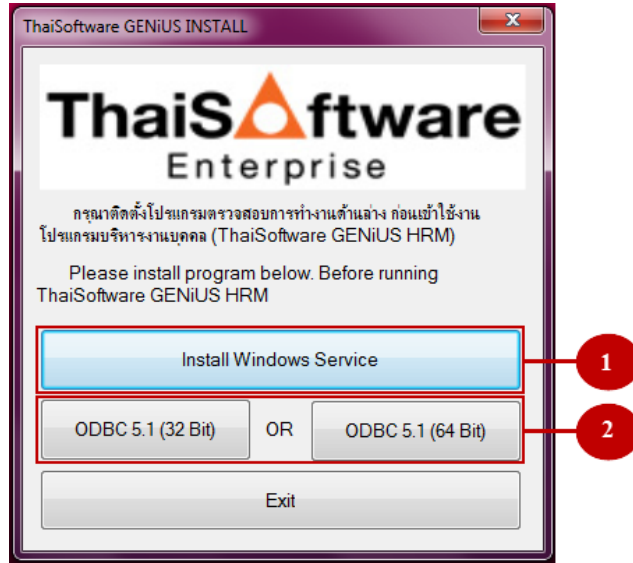 ThaiSoftware GENiUS INSTALL
ThaiSoftware
Enterprise
กรุณาติดตั้งโปรแกรมตรวจสอบการทำงานด้านล่าง ก่อนเข้าใช้งาน
โปรแกรมบริหารงานบุคคล (ThaiSoftware GENiUS HRM)
Please install program below. Before running
ThaiSoftware GENiUS HRM
Install Windows Service
1
ODBC 5.1 (32 Bit) OR ODBC 5.1 (64 Bit)
2
Exit